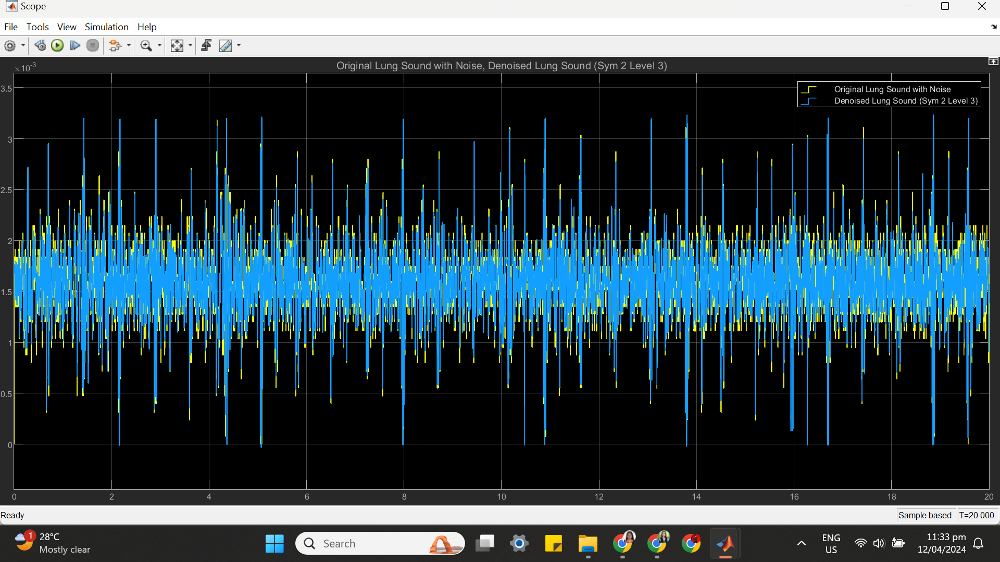 Scope
File Tools View Simulation Help
×10-3
Original Lung Sound with Noise, Denoised Lung Sound (Sym 2 Level 3)
Original Lung Sound with Noise
Denoised Lung Sound (Sym 2 Level 3)
3.5
3
2.5
2
1.5
1
0.5
0
0 2 4 6 8 10 12 14 16 18 20
Ready
Sample based T=20.000
1
28°C
Mostly clear
Search
ENG
US
11:33 pm
12/04/2024